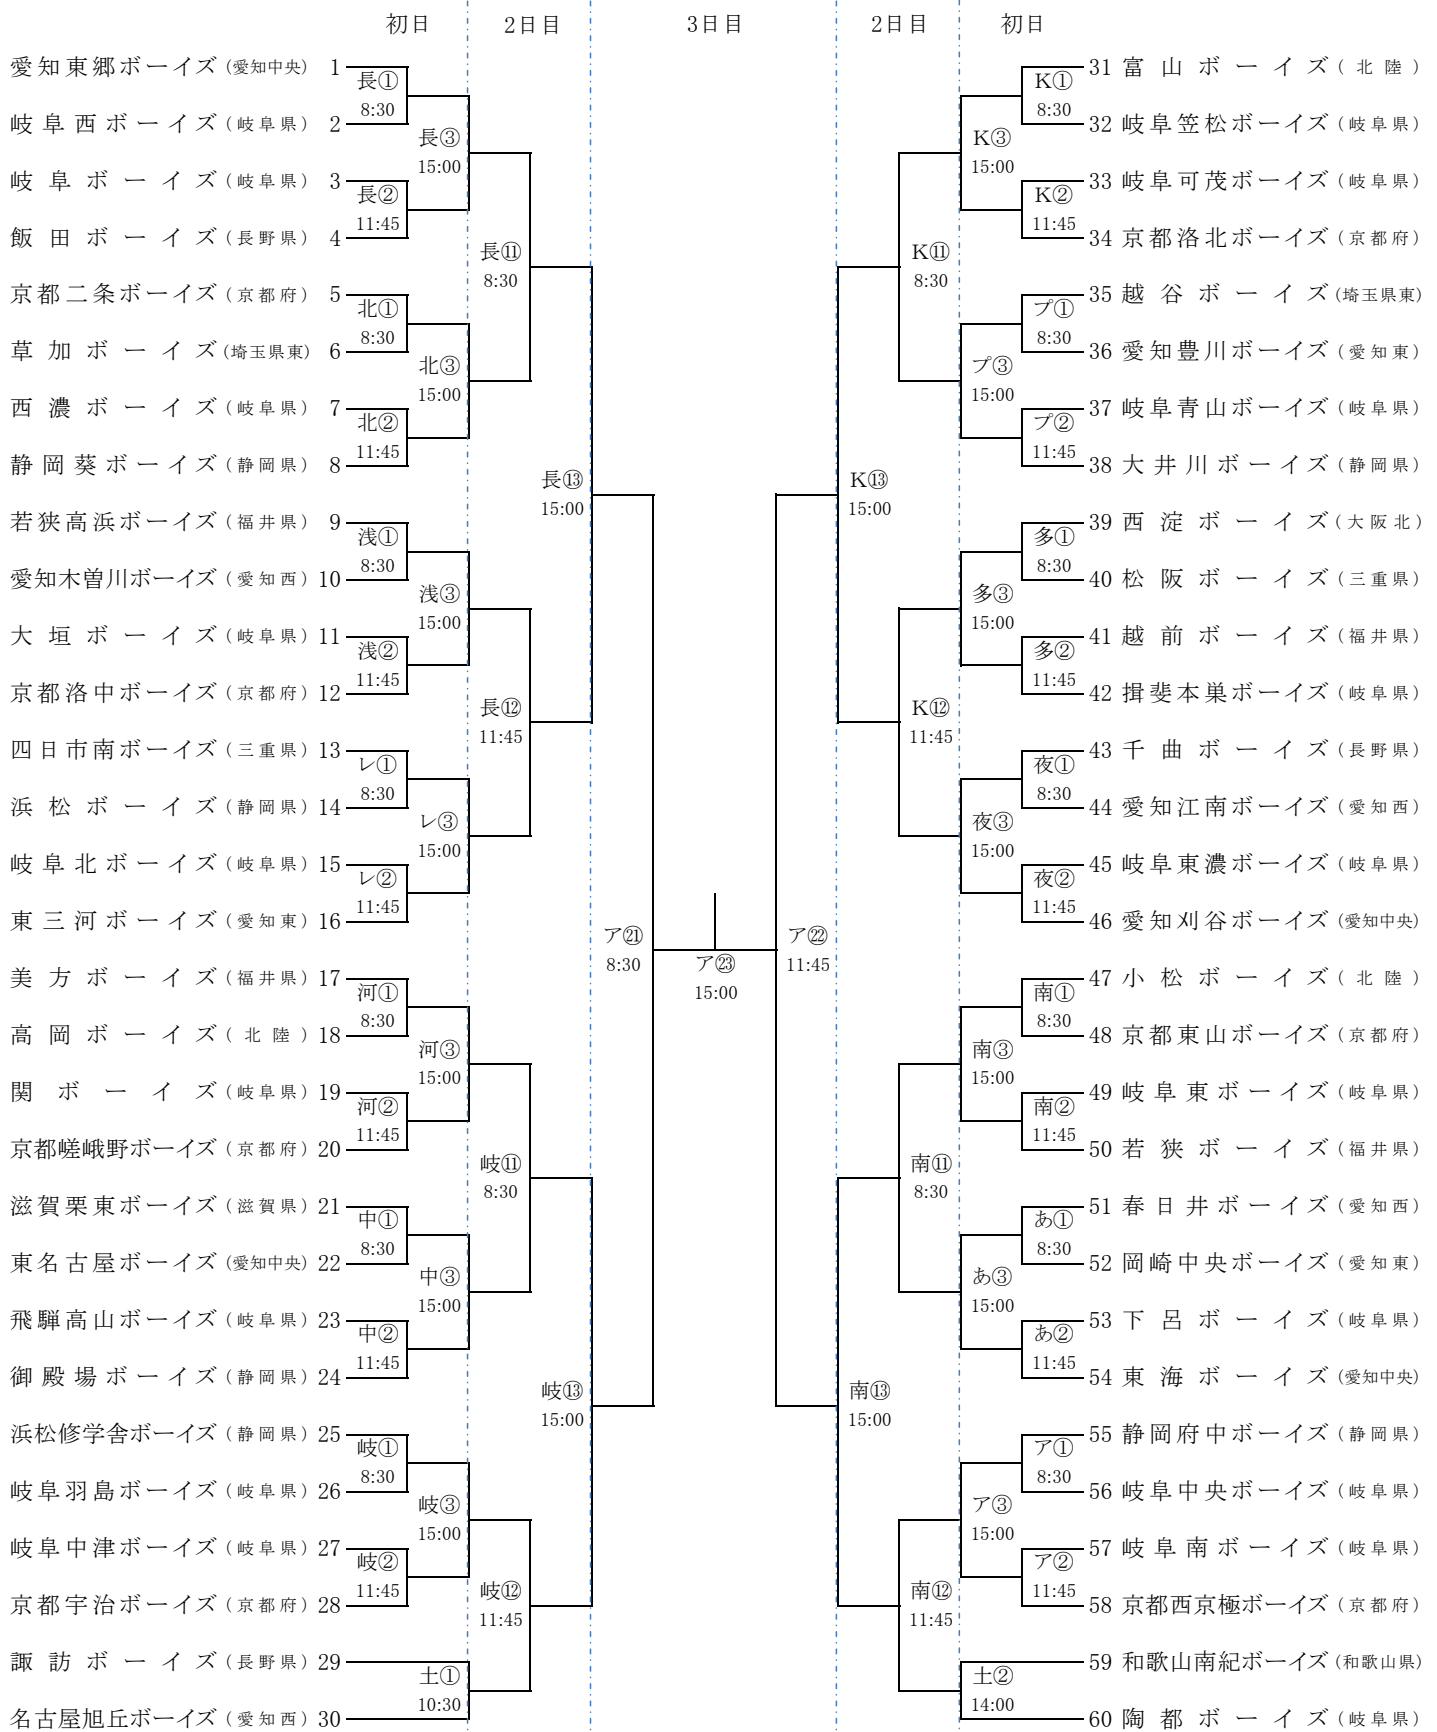 初日 2日目 3日目 2日目 初日
愛知東郷ボーイズ (愛知中央) 1
長①
8:30
岐阜西ボーイズ (岐阜県) 2
長③
15:00
岐阜ボーイズ (岐阜県) 3
長②
11:45
飯田ボーイズ (長野県) 4
長⑪
8:30
京都二条ボーイズ (京都府) 5
北①
8:30
草加ボーイズ (埼玉県東) 6
北③
15:00
西濃ボーイズ (岐阜県) 7
北②
11:45
静岡葵ボーイズ (静岡県) 8
長⑬
15:00
若狭高浜ボーイズ (福井県) 9
浅①
8:30
愛知木曽川ボーイズ (愛知西) 10
浅③
15:00
大垣ボーイズ (岐阜県) 11
浅②
11:45
京都洛中ボーイズ (京都府) 12
長⑫
11:45
四日市南ボーイズ (三重県) 13
レ①
8:30
浜松ボーイズ (静岡県) 14
レ③
15:00
岐阜北ボーイズ (岐阜県) 15
レ②
11:45
東三河ボーイズ (愛知東) 16
ア㉑
8:30
美方ボーイズ (福井県) 17
河①
8:30
高岡ボーイズ (北陸) 18
河③
15:00
関ボーイズ (岐阜県) 19
河②
11:45
京都嵯峨野ボーイズ (京都府) 20
岐⑪
8:30
滋賀栗東ボーイズ (滋賀県) 21
中①
8:30
東名古屋ボーイズ (愛知中央) 22
中③
15:00
飛騨高山ボーイズ (岐阜県) 23
中②
11:45
御殿場ボーイズ (静岡県) 24
岐⑬
15:00
浜松修学舎ボーイズ (静岡県) 25
岐①
8:30
岐阜羽島ボーイズ (岐阜県) 26
岐③
15:00
岐阜中津ボーイズ (岐阜県) 27
岐②
11:45
京都宇治ボーイズ (京都府) 28
岐⑫
11:45
諏訪ボーイズ (長野県) 29
土①
10:30
名古屋旭丘ボーイズ (愛知西) 30
ア㉓
15:00
31 富山ボーイズ (北陸)
K①
8:30
32 岐阜笠松ボーイズ (岐阜県)
K③
15:00
33 岐阜可茂ボーイズ (岐阜県)
K②
11:45
34 京都洛北ボーイズ (京都府)
K⑪
8:30
35 越谷ボーイズ (埼玉県東)
プ①
8:30
36 愛知豊川ボーイズ (愛知東)
プ③
15:00
37 岐阜青山ボーイズ (岐阜県)
プ②
11:45
38 大井川ボーイズ (静岡県)
K⑬
15:00
39 西淀ボーイズ (大阪北)
多①
8:30
40 松阪ボーイズ (三重県)
多③
15:00
41 越前ボーイズ (福井県)
多②
11:45
42 揖斐本巣ボーイズ (岐阜県)
K⑫
11:45
43 千曲ボーイズ (長野県)
夜①
8:30
44 愛知江南ボーイズ (愛知西)
夜③
15:00
45 岐阜東濃ボーイズ (岐阜県)
夜②
11:45
46 愛知刈谷ボーイズ (愛知中央)
ア㉒
11:45
47 小松ボーイズ (北陸)
南①
8:30
48 京都東山ボーイズ (京都府)
南③
15:00
49 岐阜東ボーイズ (岐阜県)
南②
11:45
50 若狭ボーイズ (福井県)
南⑪
8:30
51 春日井ボーイズ (愛知西)
あ①
8:30
52 岡崎中央ボーイズ (愛知東)
あ③
15:00
53 下呂ボーイズ (岐阜県)
あ②
11:45
54 東海ボーイズ (愛知中央)
南⑬
15:00
55 静岡府中ボーイズ (静岡県)
ア①
8:30
56 岐阜中央ボーイズ (岐阜県)
ア③
15:00
57 岐阜南ボーイズ (岐阜県)
ア②
11:45
58 京都西京極ボーイズ (京都府)
南⑫
11:45
59 和歌山南紀ボーイズ (和歌山県)
土②
14:00
60 陶都ボーイズ (岐阜県)